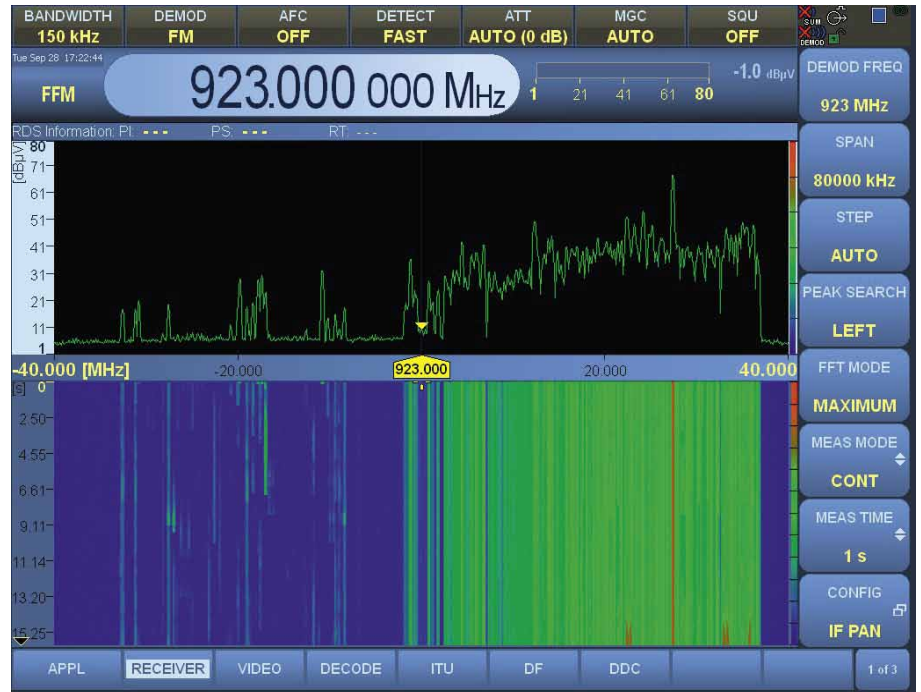 BANDWIDTH DEMOD AFC DETECT ATT MGC SQU
150 kHz FM OFF FAST AUTO (0 dB) AUTO OFF
SUM
DEMOD
Tue Sep 28 17:22:44
FFM
923.000 000 MHz
1 21 41 61 80
-1.0 dBµV
RDS Information: PI: --- PS: --- RT: ---
[dBµV]
80
71
61
51
41
31
21
11
1
-40.000 [MHz] -20.000 923.000 20.000 40.000
[s] 0
2.50
4.55
6.61
9.11
11.14
13.20
15.25
DEMOD FREQ
923 MHz
SPAN
80000 kHz
STEP
AUTO
PEAK SEARCH
LEFT
FFT MODE
MAXIMUM
MEAS MODE
CONT
MEAS TIME
1 s
CONFIG
IF PAN
APPL RECEIVER VIDEO DECODE ITU DF DDC 1 of 3